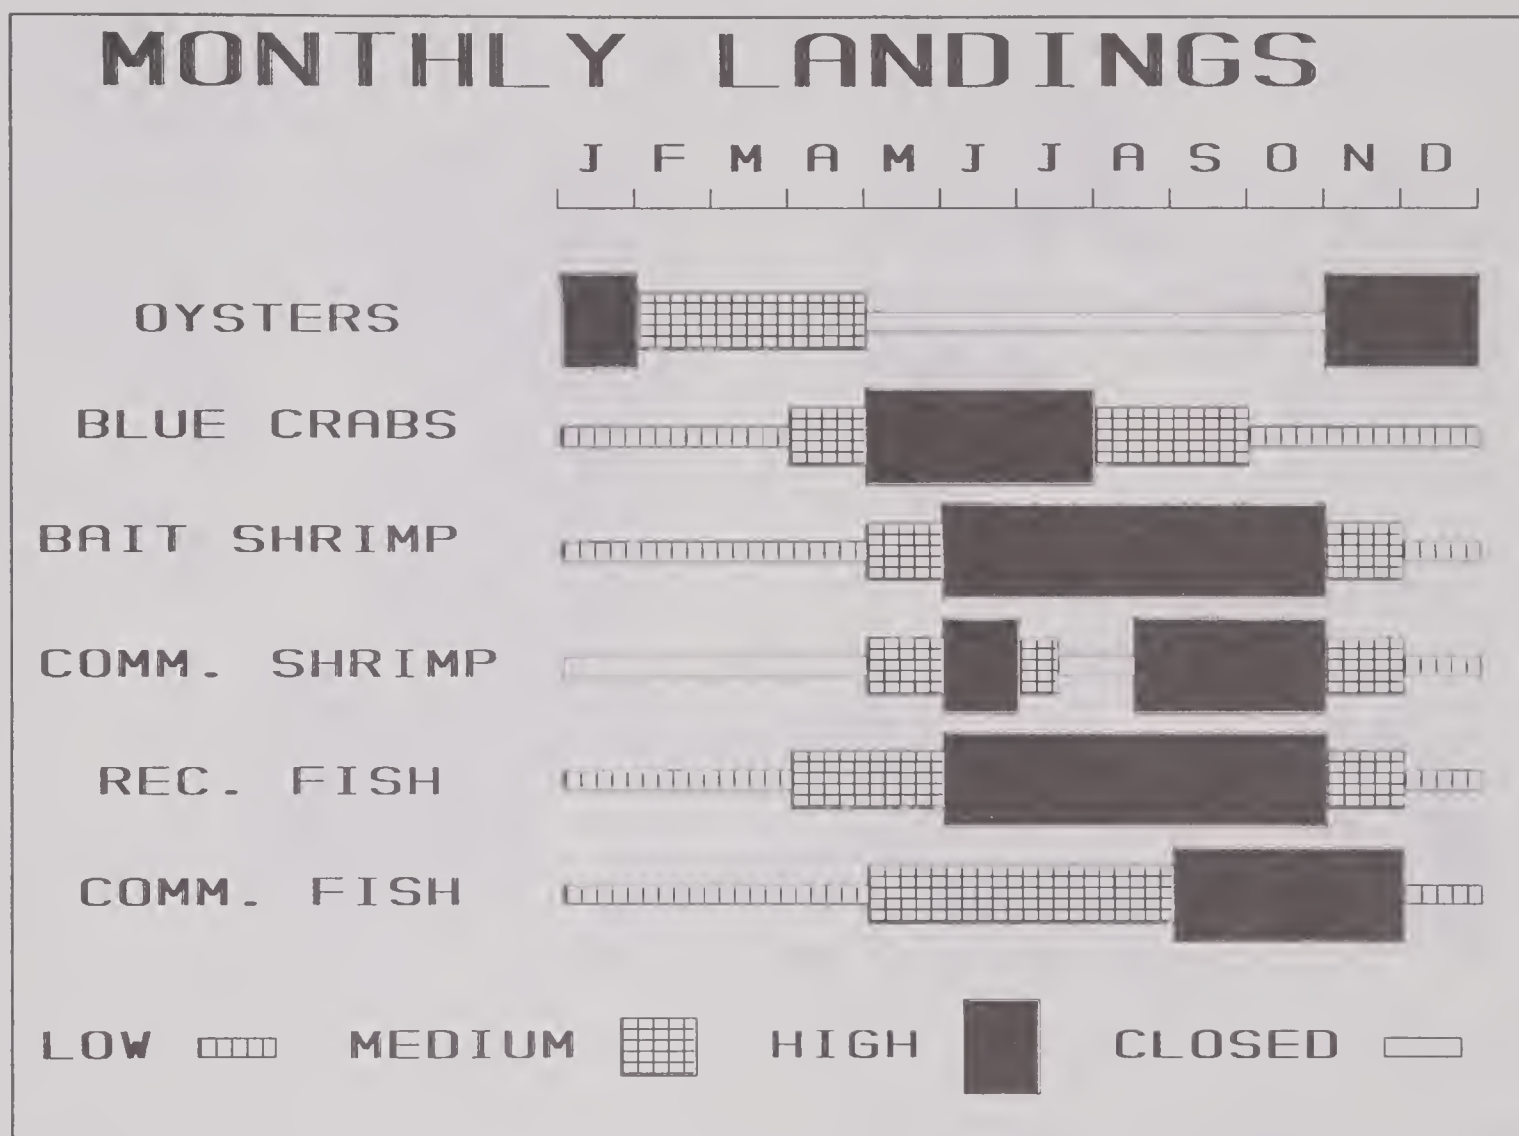 MONTHLY LANDINGS
J F M A M J J A S O N D
OYSTERS
BLUE CRABS
BAIT SHRIMP
COMM. SHRIMP
REC. FISH
COMM. FISH
LOW MEDIUM HIGH CLOSED